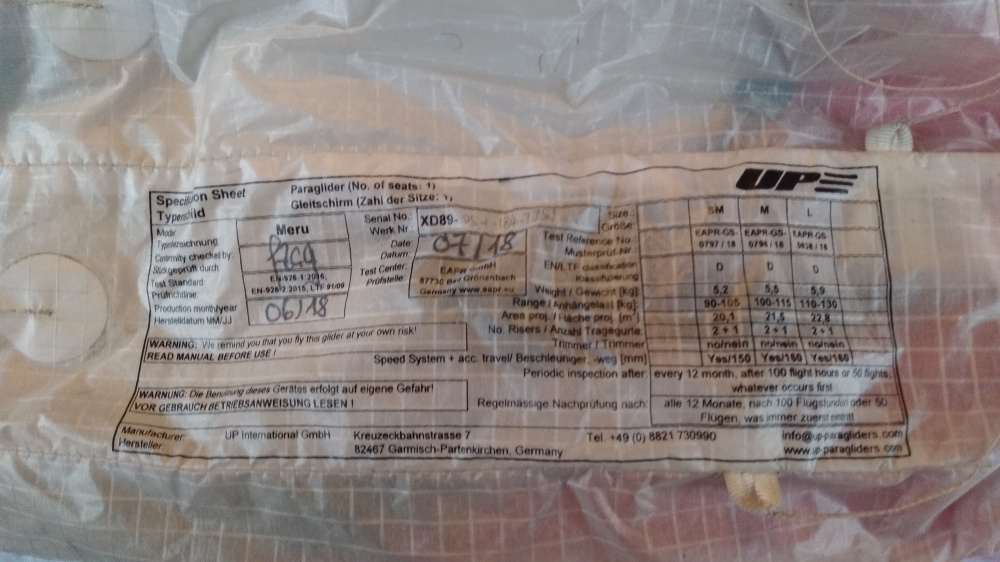 Specifi on Sheet
Paraglider (No. of seats: 1)
UP
Typenschild
Gleitschirm (Zahl der Sitze: 1)
Model
Typbezeichnung
Meru
Serial No.
Werk Nr
XD89-
Size
Größe
SM M L
Conformity checked by:
Stückgeprüft durch:
Date
Datum:
07/18
Test Reference No.:
Musterprüf-Nr
EAPR-GS-0797 / 18 EAPR-GS-0796 / 18 EAPR-GS-
Test Standard:
Prüfrichtlinie:
EN-926-1:2016,
EN-926-2 2015, LTF 91/09
Test Center:
Prüfstelle:
EAPR GmbH
87730 Bad Grönenbach
Germany www.eapr.eu
EN/LTF classification
Klassifizierung
D D D
Production month/year
Herstelldatum MM/JJ
06/18
Weight / Gewicht [kg] 5,2 5,5 5,9
Range / Anhängelast [kg] 90-105 100-115 110-130
Area proj. / Fläche proj. [m²] 20,1 21,5 22,8
No. Risers / Anzahl Tragegurte 2+1 2+1 2+1
Trimmer / Trimmer no/nein no/nein no/nein
WARNING: We remind you that you fly this glider at your own risk!
READ MANUAL BEFORE USE !
Speed System + acc. travel/ Beschleuniger, -weg [mm] Yes/150 Yes/160 Yes/160
Periodic inspection after: every 12 month, after 100 flight hours or 50 flights,
whatever occurs first
WARNUNG: Die Benutzung dieses Gerätes erfolgt auf eigene Gefahr!
VOR GEBRAUCH BETRIEBSANWEISUNG LESEN !
Regelmässige Nachprüfung nach: alle 12 Monate, nach 100 Flugstunden oder 50
Flügen, was immer zuerst eintritt
Manufacturer
Hersteller
UP International GmbH
Kreuzeckbahnstrasse 7
82467 Garmisch-Partenkirchen, Germany
Tel. +49 (0) 8821 730990
info@up-paragliders.com
www.up-paragliders.com